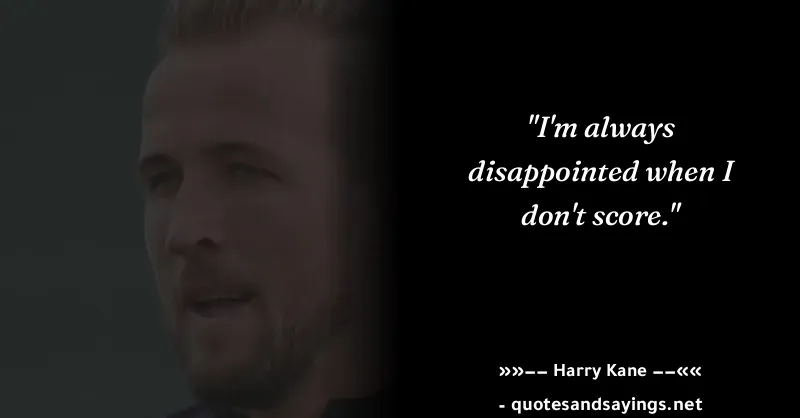 "I'm always
disappointed when I
don't score."
»»−− Harry Kane −−««
- quotesandsayings.net